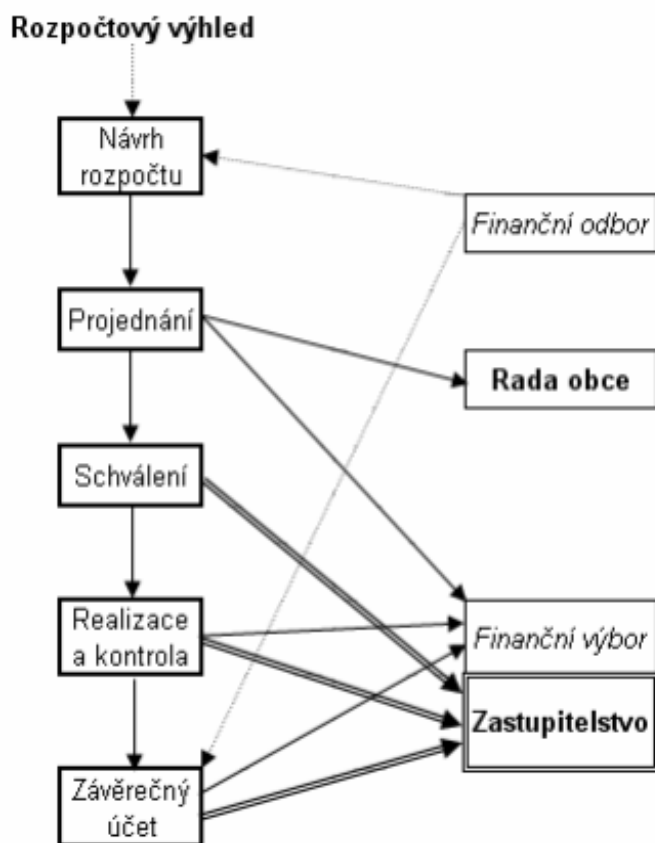 Rozpočtový výhled
Návrh
rozpočtu
Finanční odbor
Projednání
Rada obce
Schválení
Realizace
a kontrola
Finanční výbor
Zastupitelstvo
Závěrečný
účet